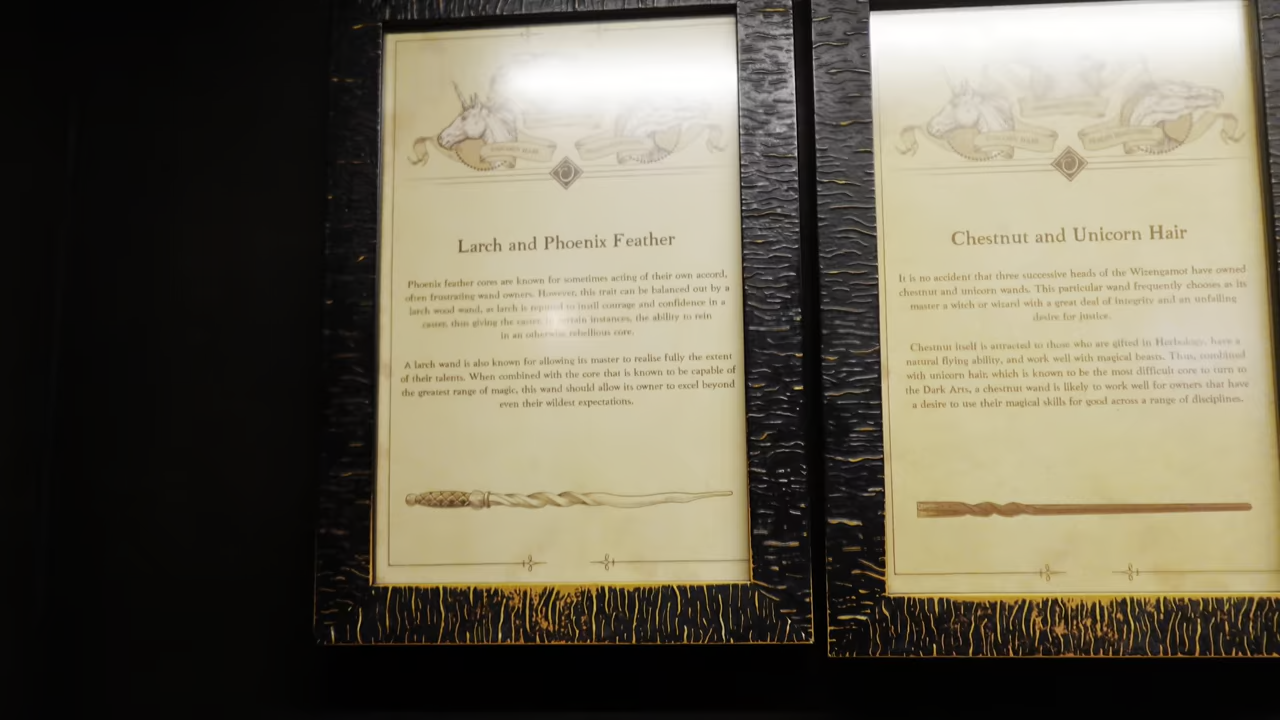 Larch and Phoenix Feather
Phoenix feather cores are known for sometimes acting of their own accord,
often frustrating wand owners. However, this trait can be balanced out by a
larch wood wand, as larch is reputed to instill courage and confidence in a
caster, thus giving the caster, in certain instances, the ability to rein
in an otherwise rebellious core.
A larch wand is also known for allowing its master to realise fully the extent
of their talents. When combined with the core that is known to be capable of
the greatest range of magic, this wand should allow its owner to excel beyond
even their wildest expectations.
Chestnut and Unicorn Hair
It is no accident that three successive heads of the Wizengamot have owned
chestnut and unicorn wands. This particular wand frequently chooses as its
master a witch or wizard with a great deal of integrity and an unfailing
desire for justice.
Chestnut itself is attracted to those who are gifted in Herbology, have a
natural flying ability, and work well with magical beasts. Thus, combined
with unicorn hair, which is known to be the most difficult core to turn to
the Dark Arts, a chestnut wand is likely to work well for owners that have
a desire to use their magical skills for good across a range of disciplines.